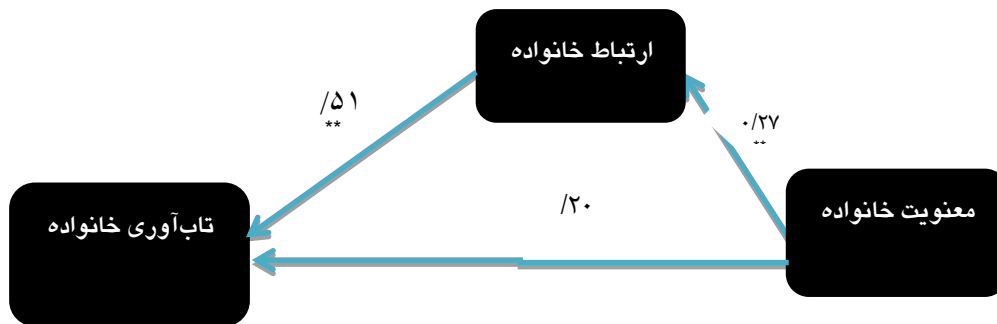 ارتباط خانواده
/۵۱
**
۰/۲۷
**
/۲۰
معنویت خانواده
تاب‌آوری خانواده